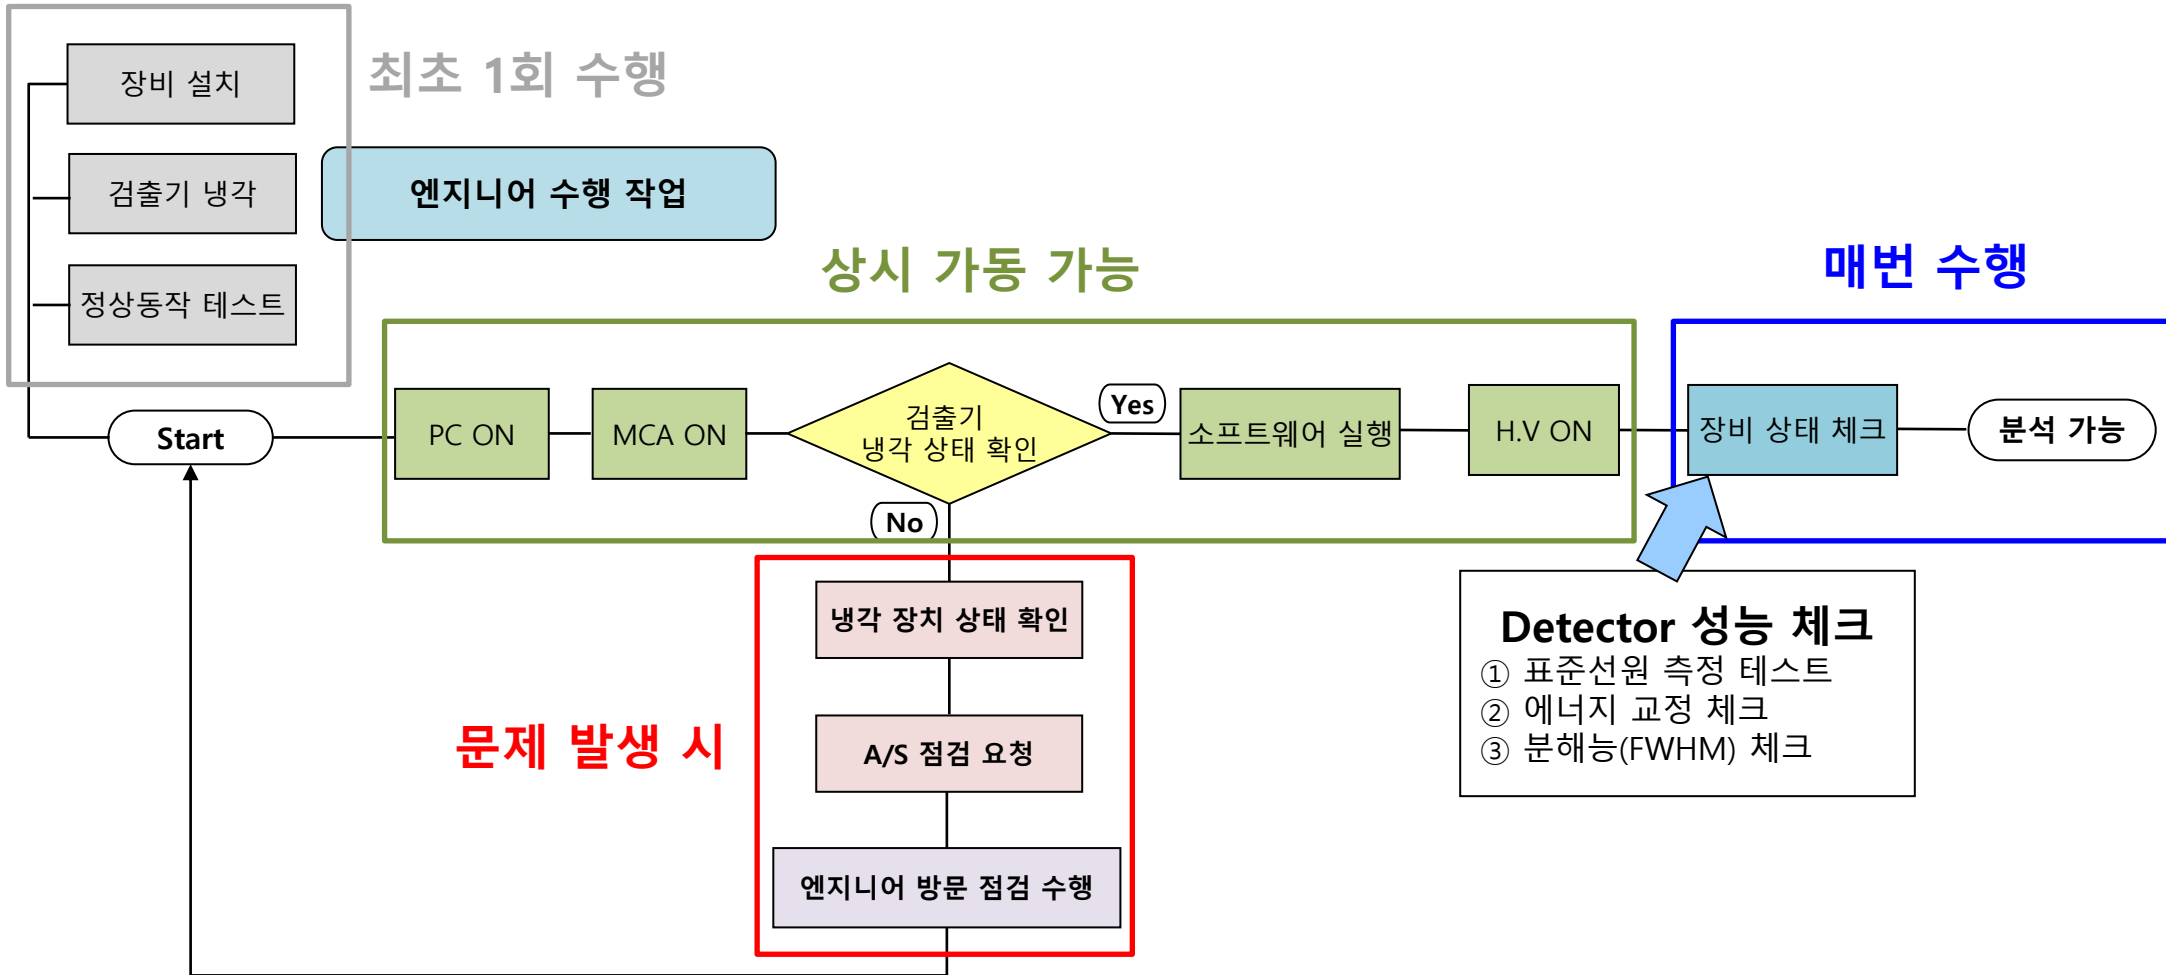 장비 설치
최초 1회 수행
검출기 냉각
엔지니어 수행 작업
정상동작 테스트
상시 가동 가능
매번 수행
Start
PC ON
MCA ON
검출기
냉각 상태 확인
Yes
소프트웨어 실행
H.V ON
장비 상태 체크
분석 가능
No
냉각 장치 상태 확인
A/S 점검 요청
엔지니어 방문 점검 수행
문제 발생 시
Detector 성능 체크
① 표준선원 측정 테스트
② 에너지 교정 체크
③ 분해능(FWHM) 체크